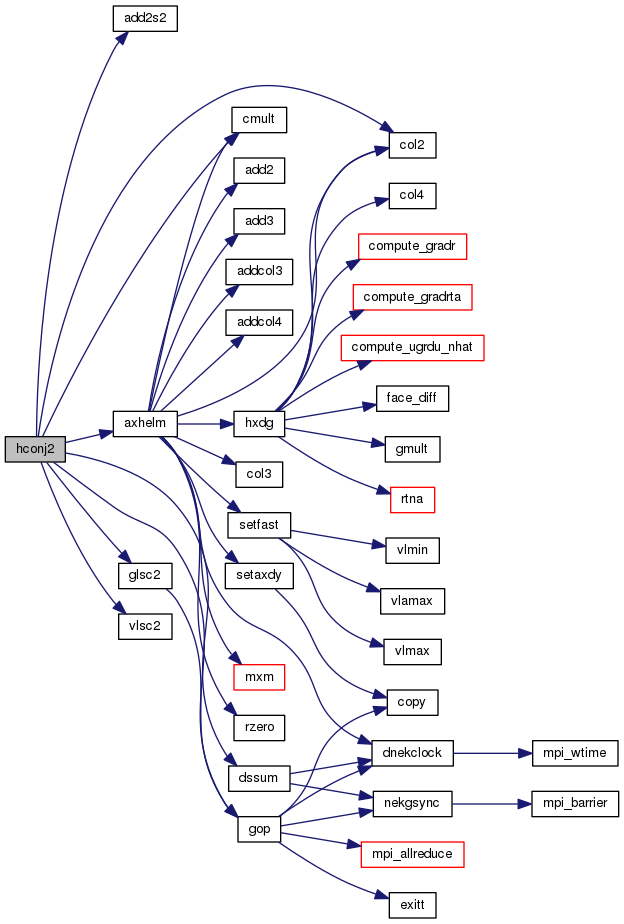 add2s2
cmult
col2
add2
col4
add3
compute_gradr
addcol3
compute_gradrta
addcol4
compute_ugrdu_nhat
face_diff
axhelm
hxdg
hconj2
gmult
col3
rtna
setfast
vlmin
glsc2
setaxdy
vlamax
vlsc2
vlmax
mxm
copy
rzero
dnekclock
mpi_wtime
dssum
nekgsync
mpi_barrier
gop
mpi_allreduce
exitt